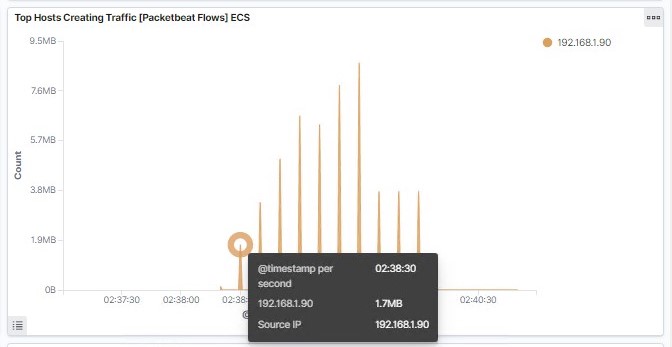 Top Hosts Creating Traffic [Packetbeat Flows] ECS
192.168.1.90
9.5MB
7.6MB
5.7MB
3.8MB
1.9MB
0B
Count
02:37:30
02:38:00
02:38:
02:40:30
@timestamp per second
02:38:30
192.168.1.90
1.7MB
Source IP
192.168.1.90